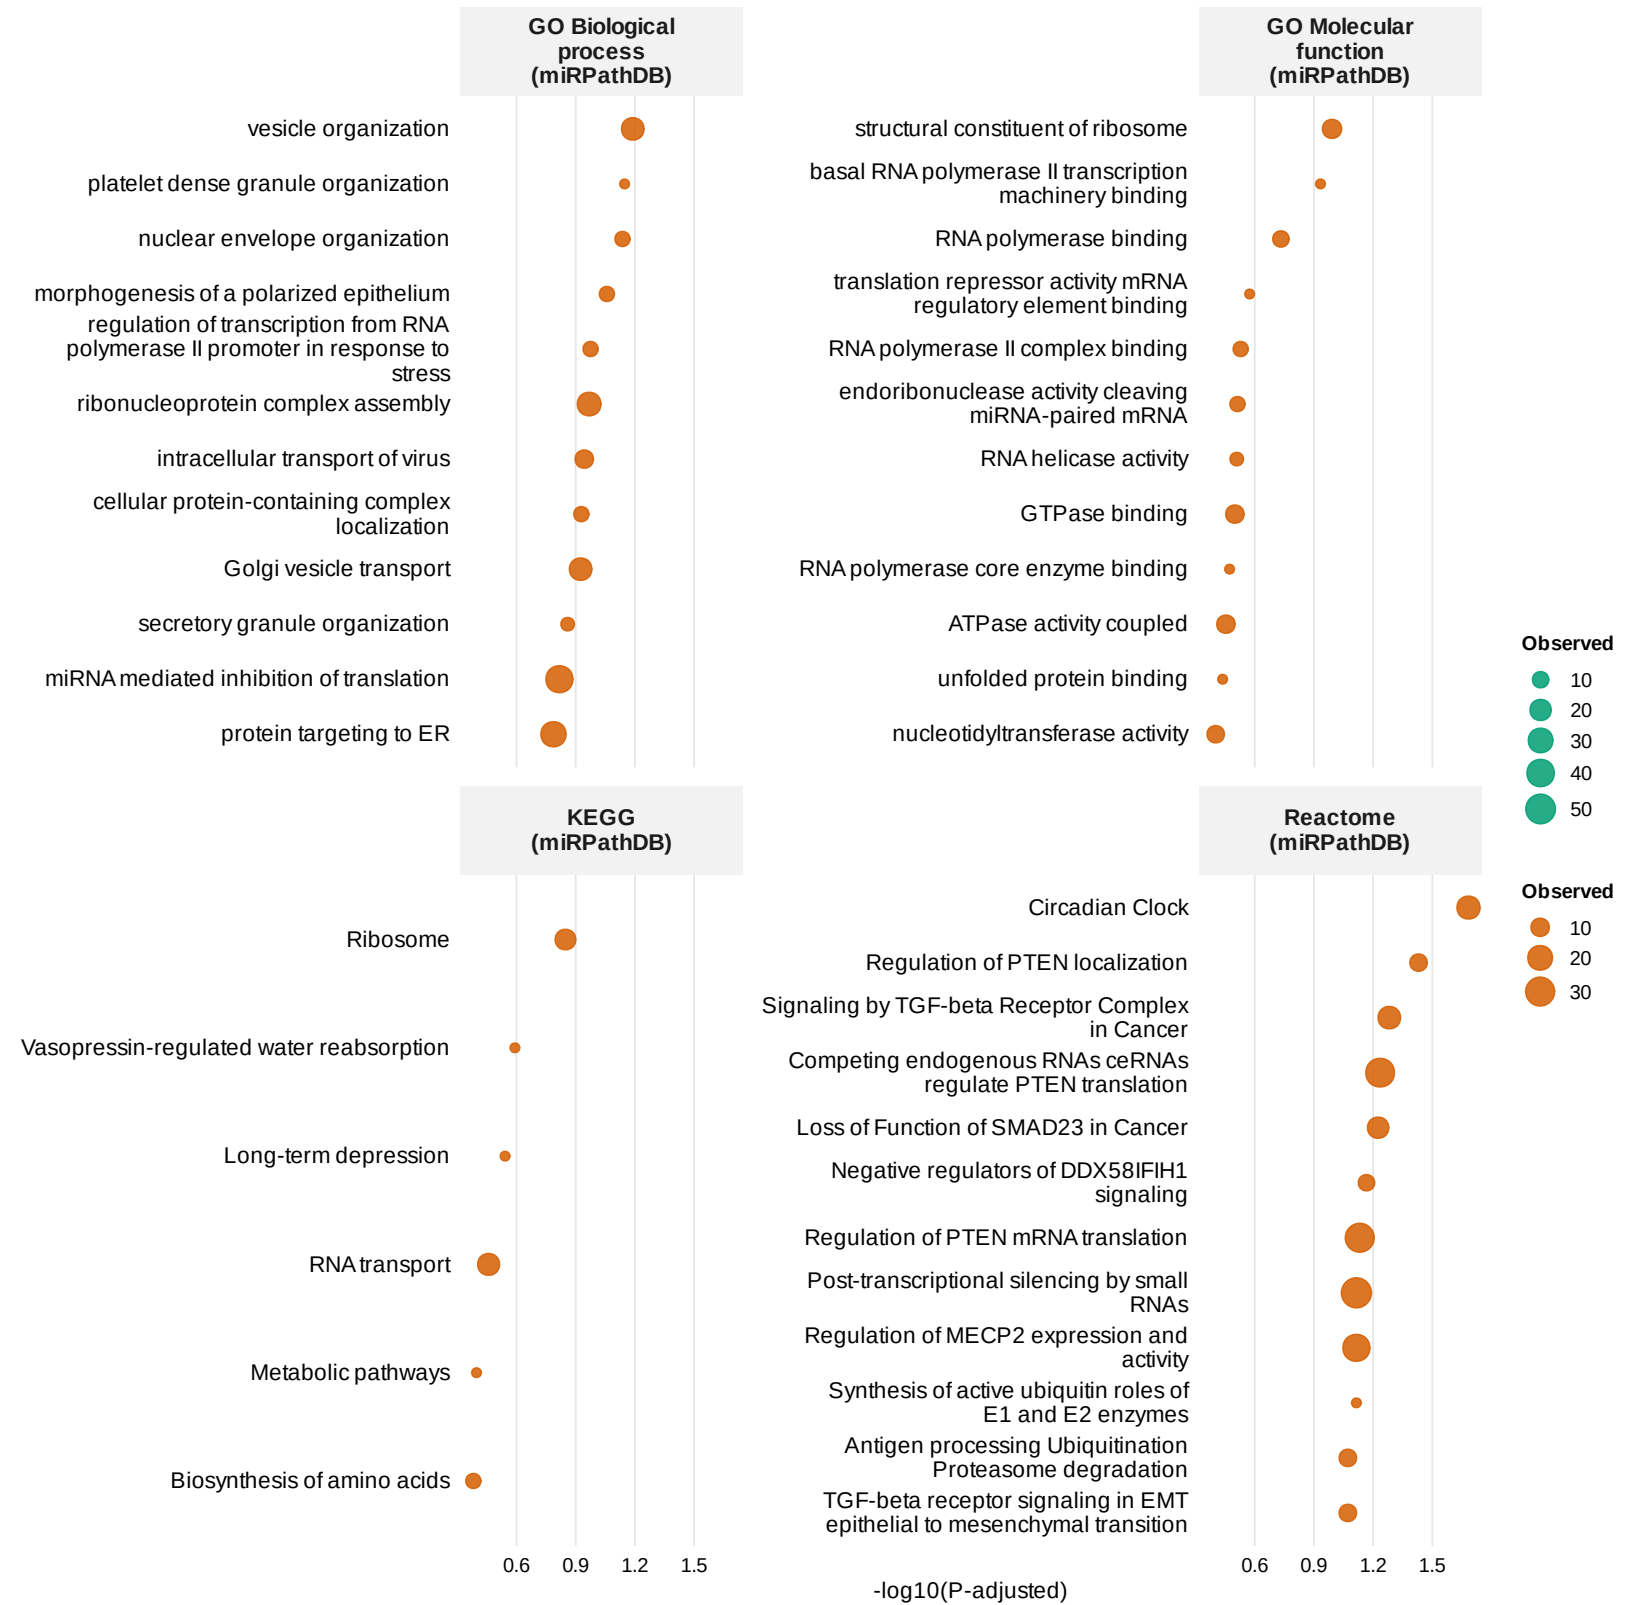 GO Biological
process
(miRPathDB)
vesicle organization
platelet dense granule organization
nuclear envelope organization
morphogenesis of a polarized epithelium
regulation of transcription from RNA
polymerase II promoter in response to
stress
ribonucleoprotein complex assembly
intracellular transport of virus
cellular protein-containing complex
localization
Golgi vesicle transport
secretory granule organization
miRNA mediated inhibition of translation
protein targeting to ER
GO Molecular
function
(miRPathDB)
structural constituent of ribosome
basal RNA polymerase II transcription
machinery binding
RNA polymerase binding
translation repressor activity mRNA
regulatory element binding
RNA polymerase II complex binding
endoribonuclease activity cleaving
miRNA-paired mRNA
RNA helicase activity
GTPase binding
RNA polymerase core enzyme binding
ATPase activity coupled
unfolded protein binding
nucleotidyltransferase activity
KEGG
(miRPathDB)
Ribosome
Vasopressin-regulated water reabsorption
Long-term depression
RNA transport
Metabolic pathways
Biosynthesis of amino acids
0.6 0.9 1.2 1.5
Reactome
(miRPathDB)
Circadian Clock
Regulation of PTEN localization
Signaling by TGF-beta Receptor Complex
in Cancer
Competing endogenous RNAs ceRNAs
regulate PTEN translation
Loss of Function of SMAD23 in Cancer
Negative regulators of DDX58IFIH1
signaling
Regulation of PTEN mRNA translation
Post-transcriptional silencing by small
RNAs
Regulation of MECP2 expression and
activity
Synthesis of active ubiquitin roles of
E1 and E2 enzymes
Antigen processing Ubiquitination
Proteasome degradation
TGF-beta receptor signaling in EMT
epithelial to mesenchymal transition
0.6 0.9 1.2 1.5
-log10(P-adjusted)
Observed
10
20
30
40
50
Observed
10
20
30